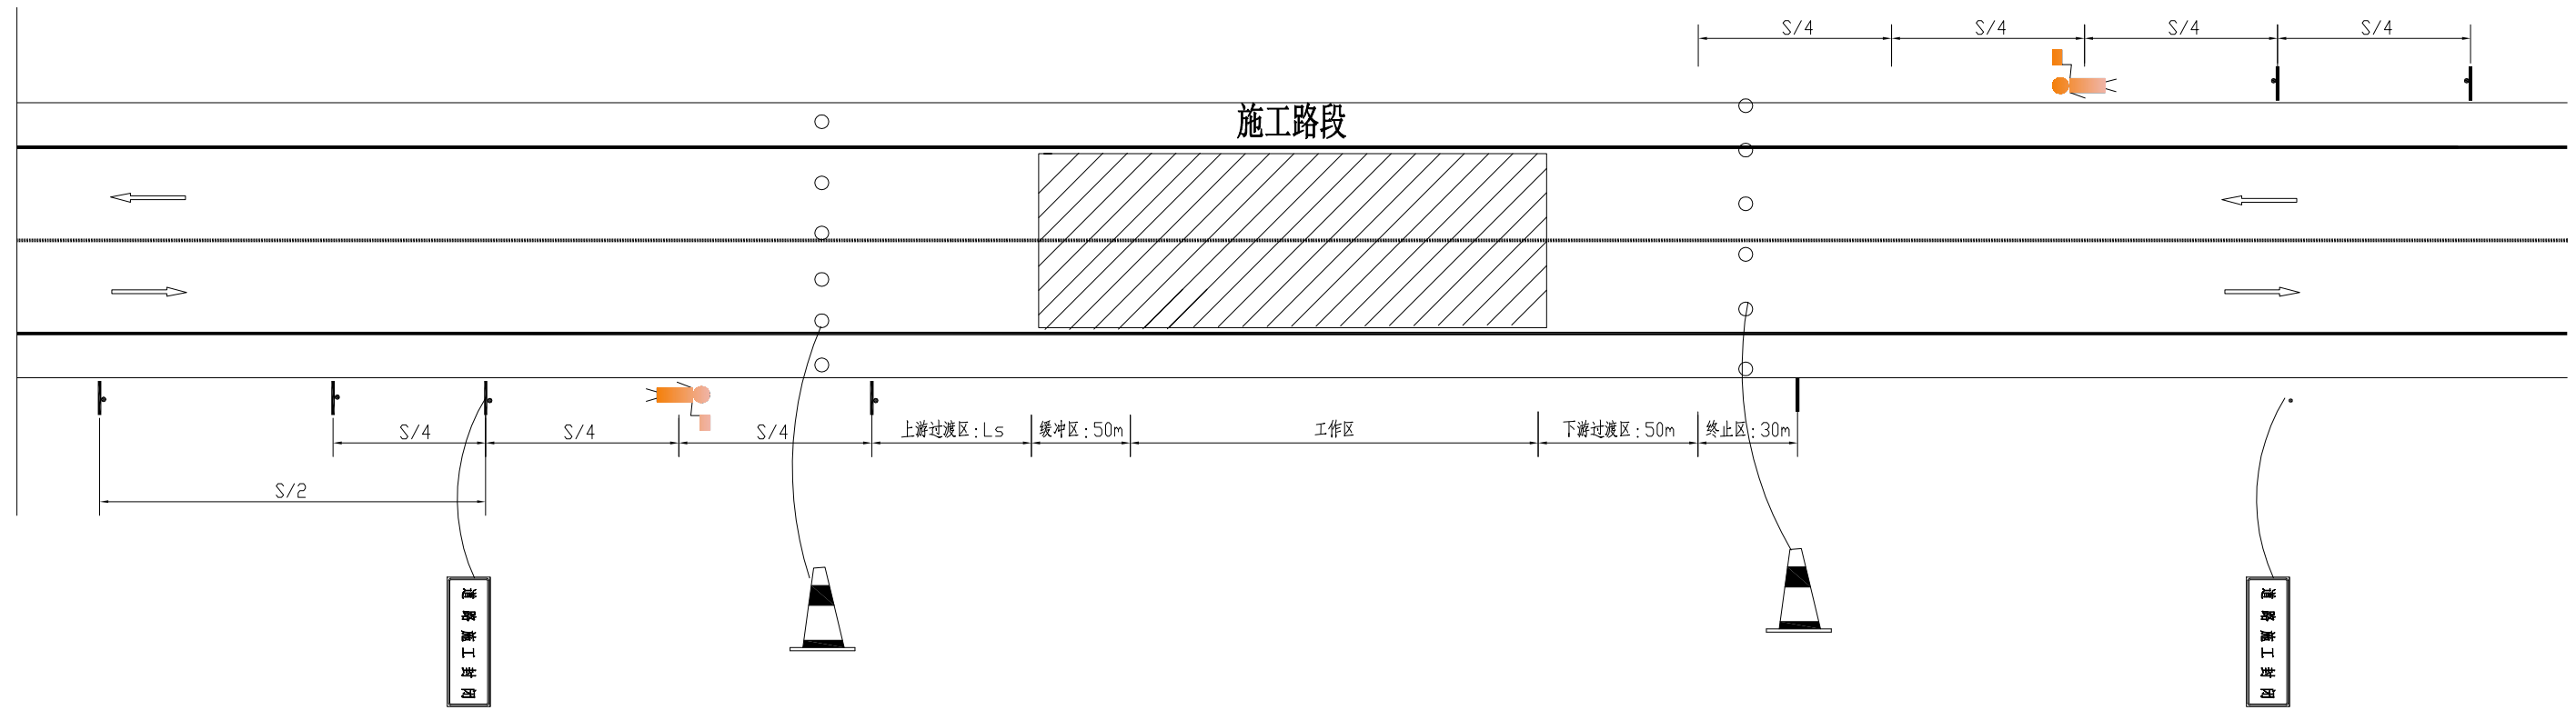 S/4 S/4 S/4 S/4
施工路段
S/4 S/4 S/4 上游过渡区:Ls 缓冲区:50m 工作区 下游过渡区:50m 终止区:30m
S/2
道路施工封闭
道路施工封闭